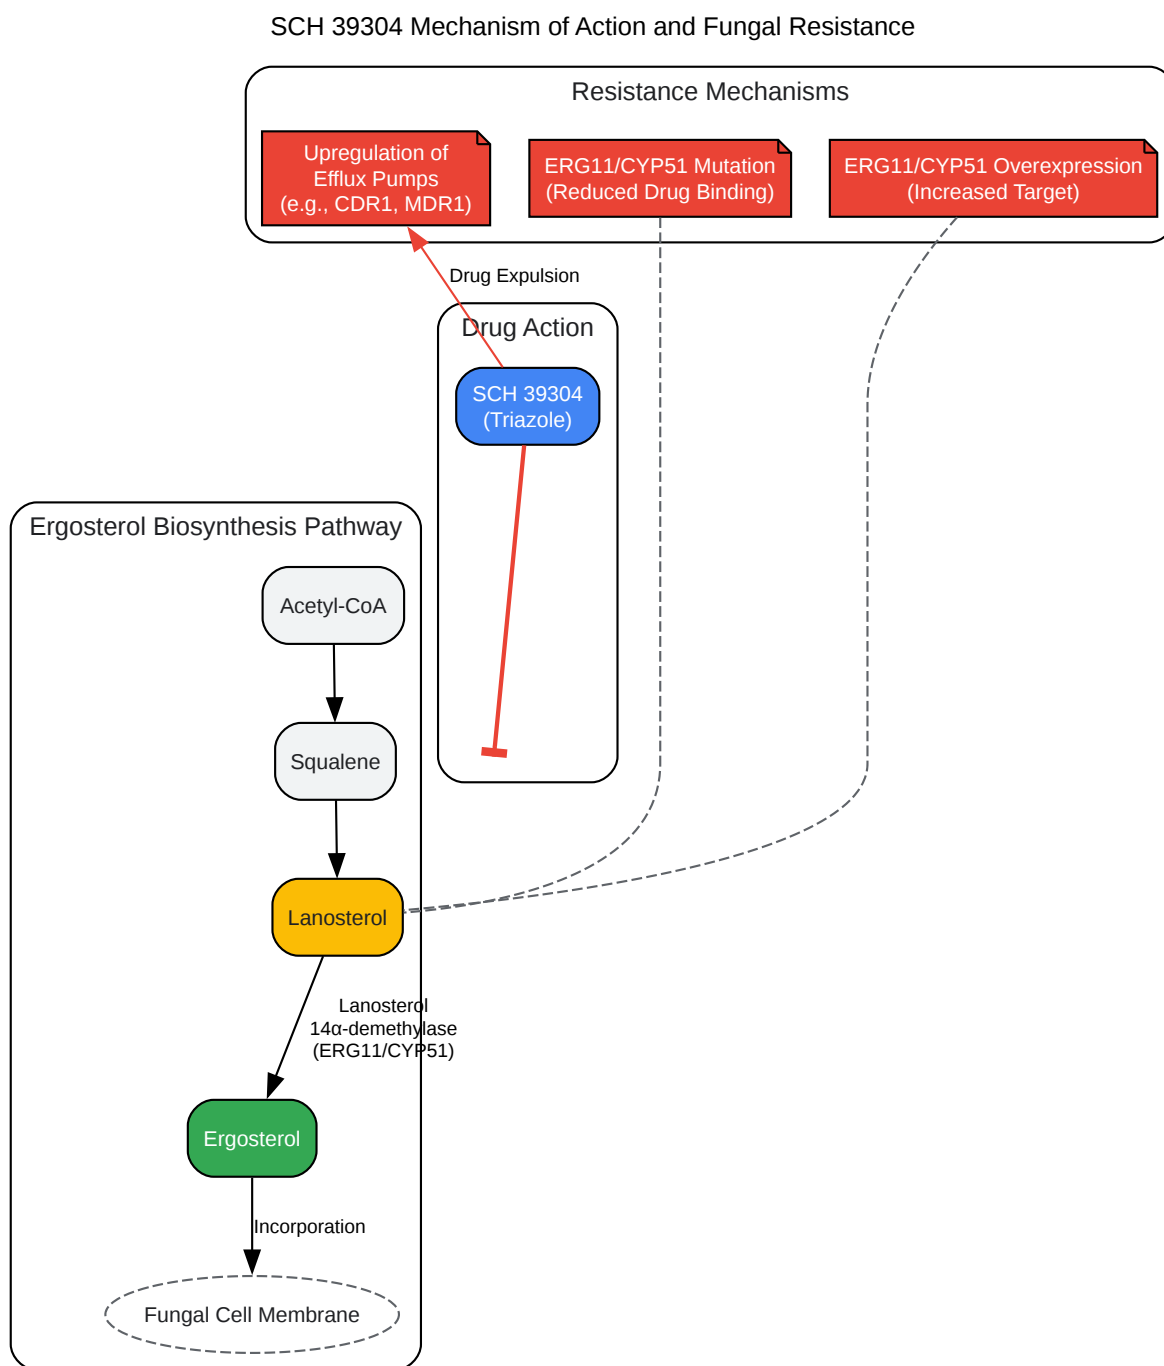 SCH 39304 Mechanism of Action and Fungal Resistance
Resistance Mechanisms
Upregulation of
Efflux Pumps
(e.g., CDR1, MDR1)
ERG11/CYP51 Mutation
(Reduced Drug Binding)
ERG11/CYP51 Overexpression
(Increased Target)
Drug Expulsion
Drug Action
SCH 39304
(Triazole)
Ergosterol Biosynthesis Pathway
Acetyl-CoA
Squalene
Lanosterol
Lanosterol
14α-demethylase
(ERG11/CYP51)
Ergosterol
Incorporation
Fungal Cell Membrane